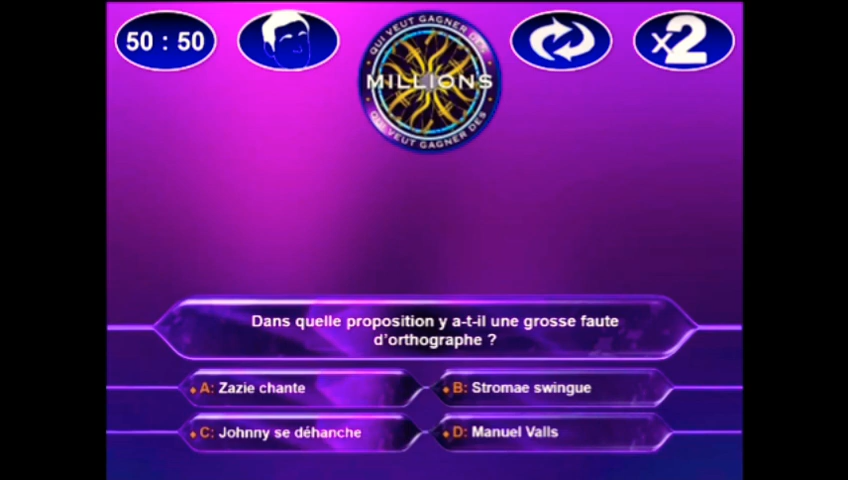 50 : 50
QUI VEUT GAGNER DES
MILLIONS
QUI VEUT GAGNER DES
x2
Dans quelle proposition y a-t-il une grosse faute
d'orthographe ?
A: Zazie chante
B: Stromae swingue
C: Johnny se déhanche
D: Manuel Valls